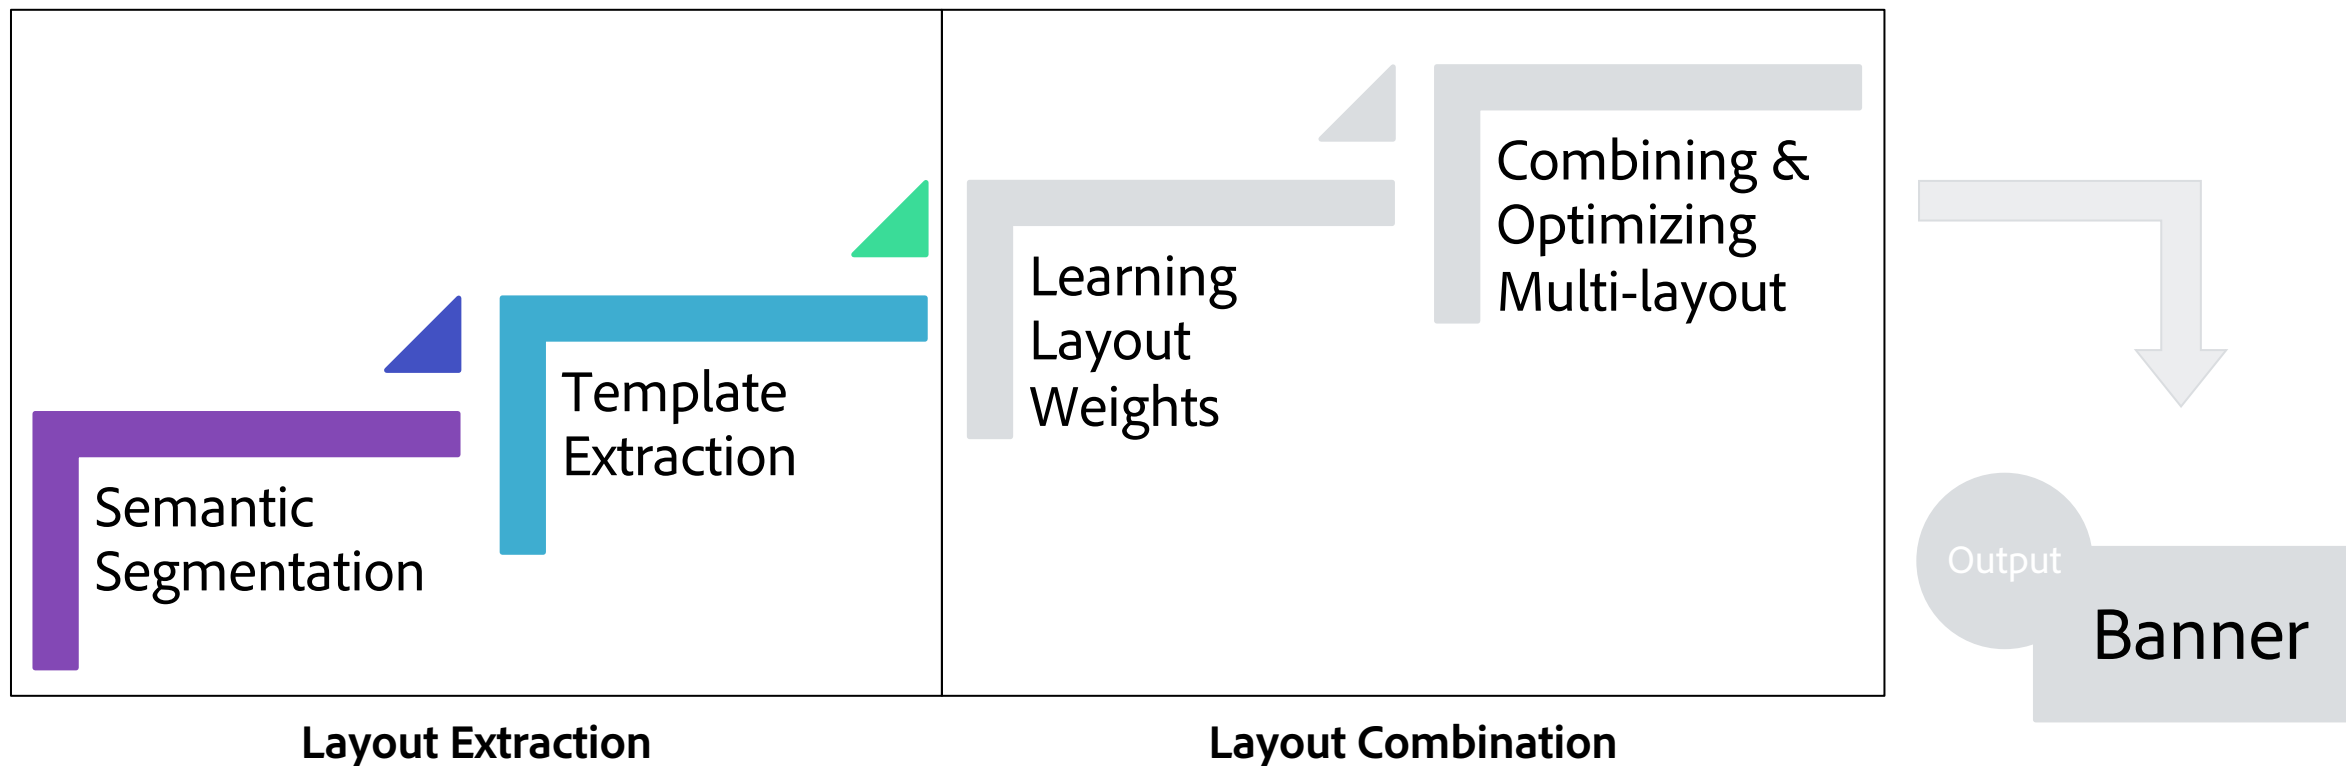 Semantic
Segmentation
Template
Extraction
Learning
Layout
Weights
Combining &
Optimizing
Multi-layout
Output
Banner
Layout Extraction
Layout Combination